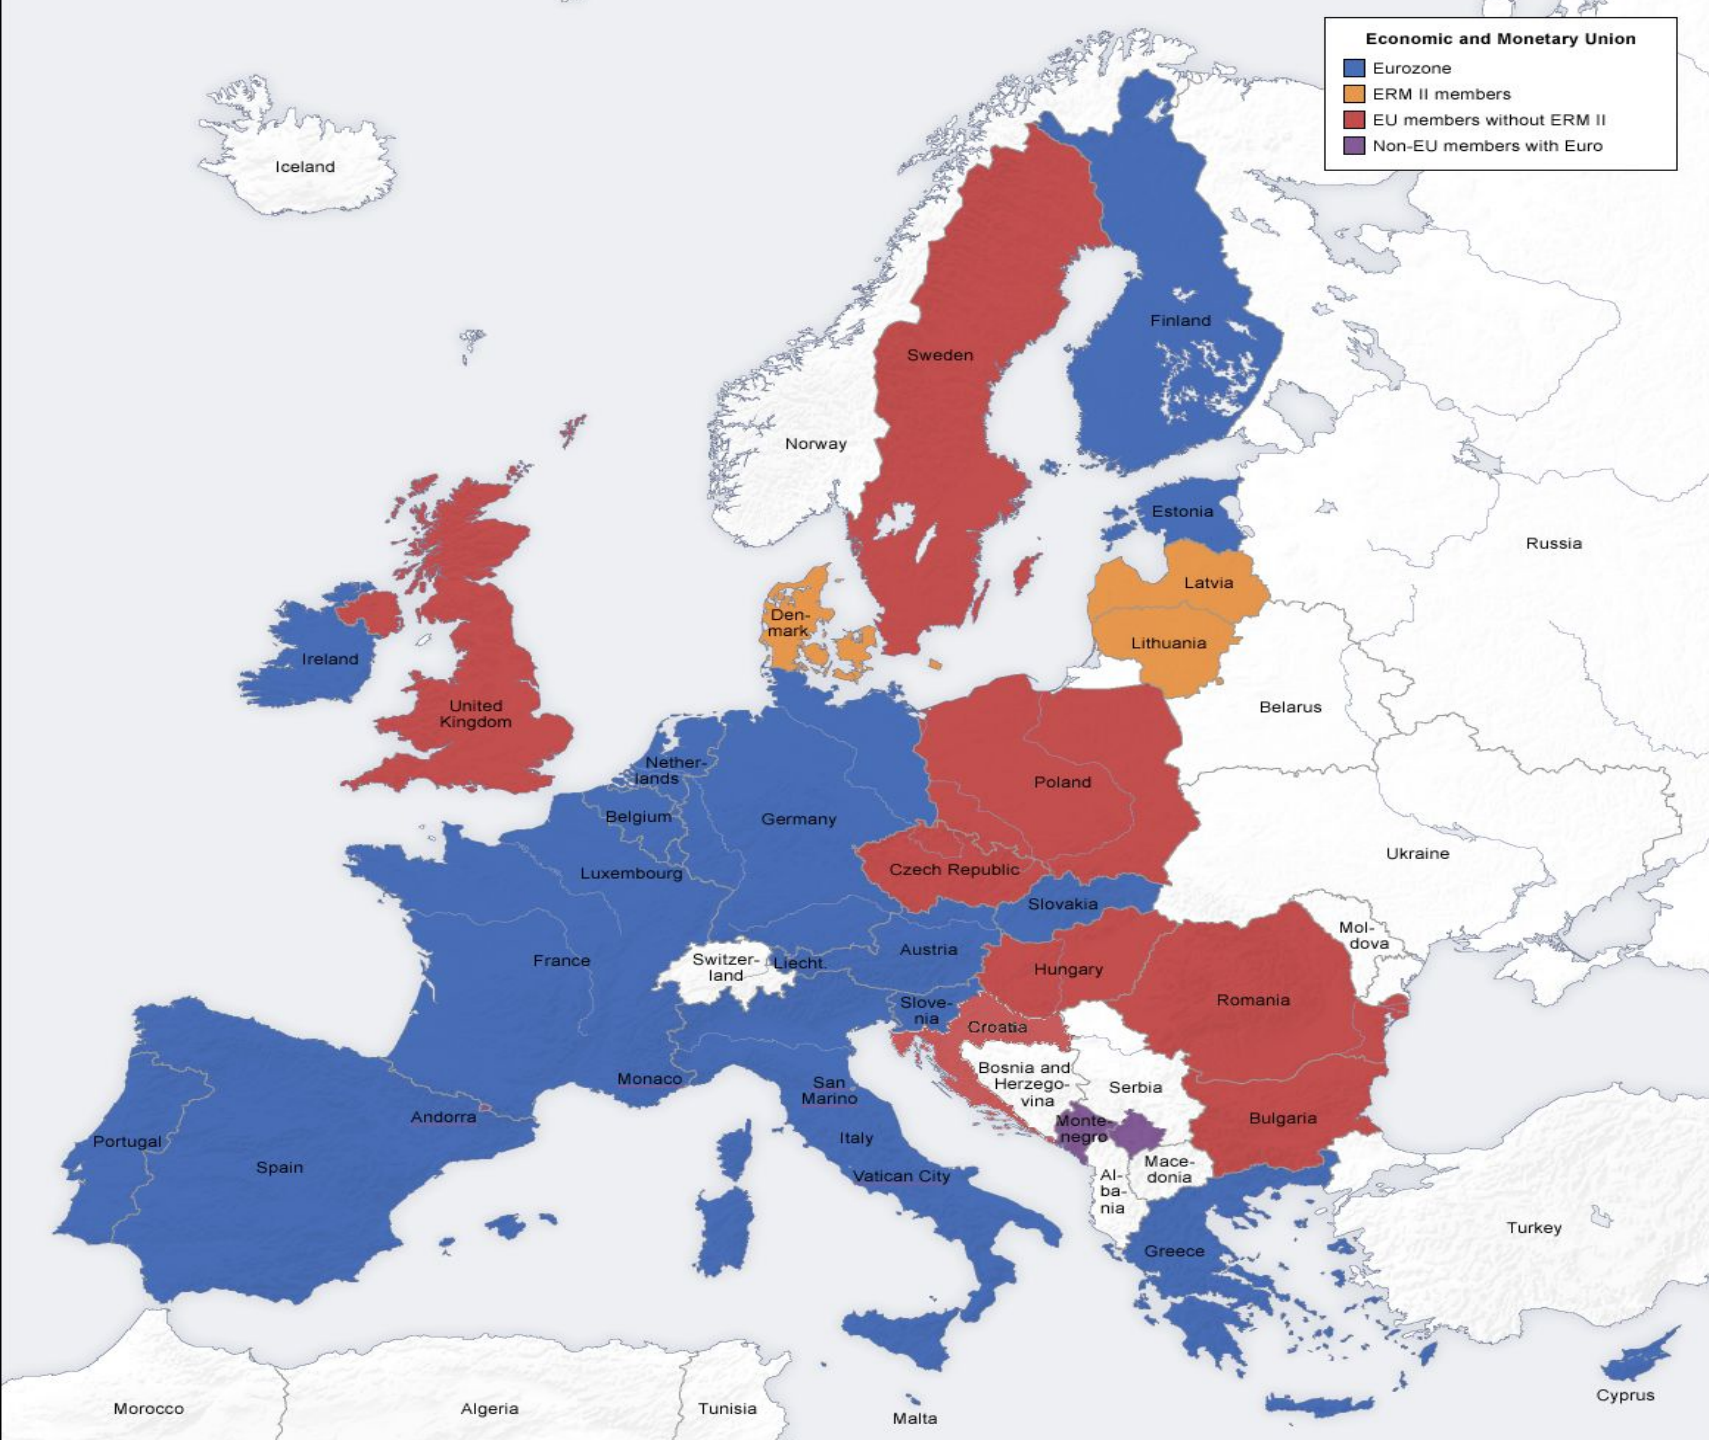 Economic and Monetary Union
Eurozone
ERM II members
EU members without ERM II
Non-EU members with Euro
Iceland
Finland
Sweden
Norway
Estonia
Russia
Latvia
Den-
mark
Lithuania
Ireland
United
Kingdom
Belarus
Nether-
lands
Poland
Belgium
Germany
Ukraine
Luxembourg
Czech Republic
Slovakia
Mol-
dova
Austria
France
Switzer-
land
Liecht.
Hungary
Romania
Slove-
nia
Croatia
Bosnia and
Herzego-
vina
Serbia
Monaco
San
Marino
Andorra
Monte-
negro
Bulgaria
Portugal
Italy
Spain
Vatican City
Mace-
donia
Al-
ba-
nia
Turkey
Greece
Cyprus
Morocco
Algeria
Tunisia
Malta